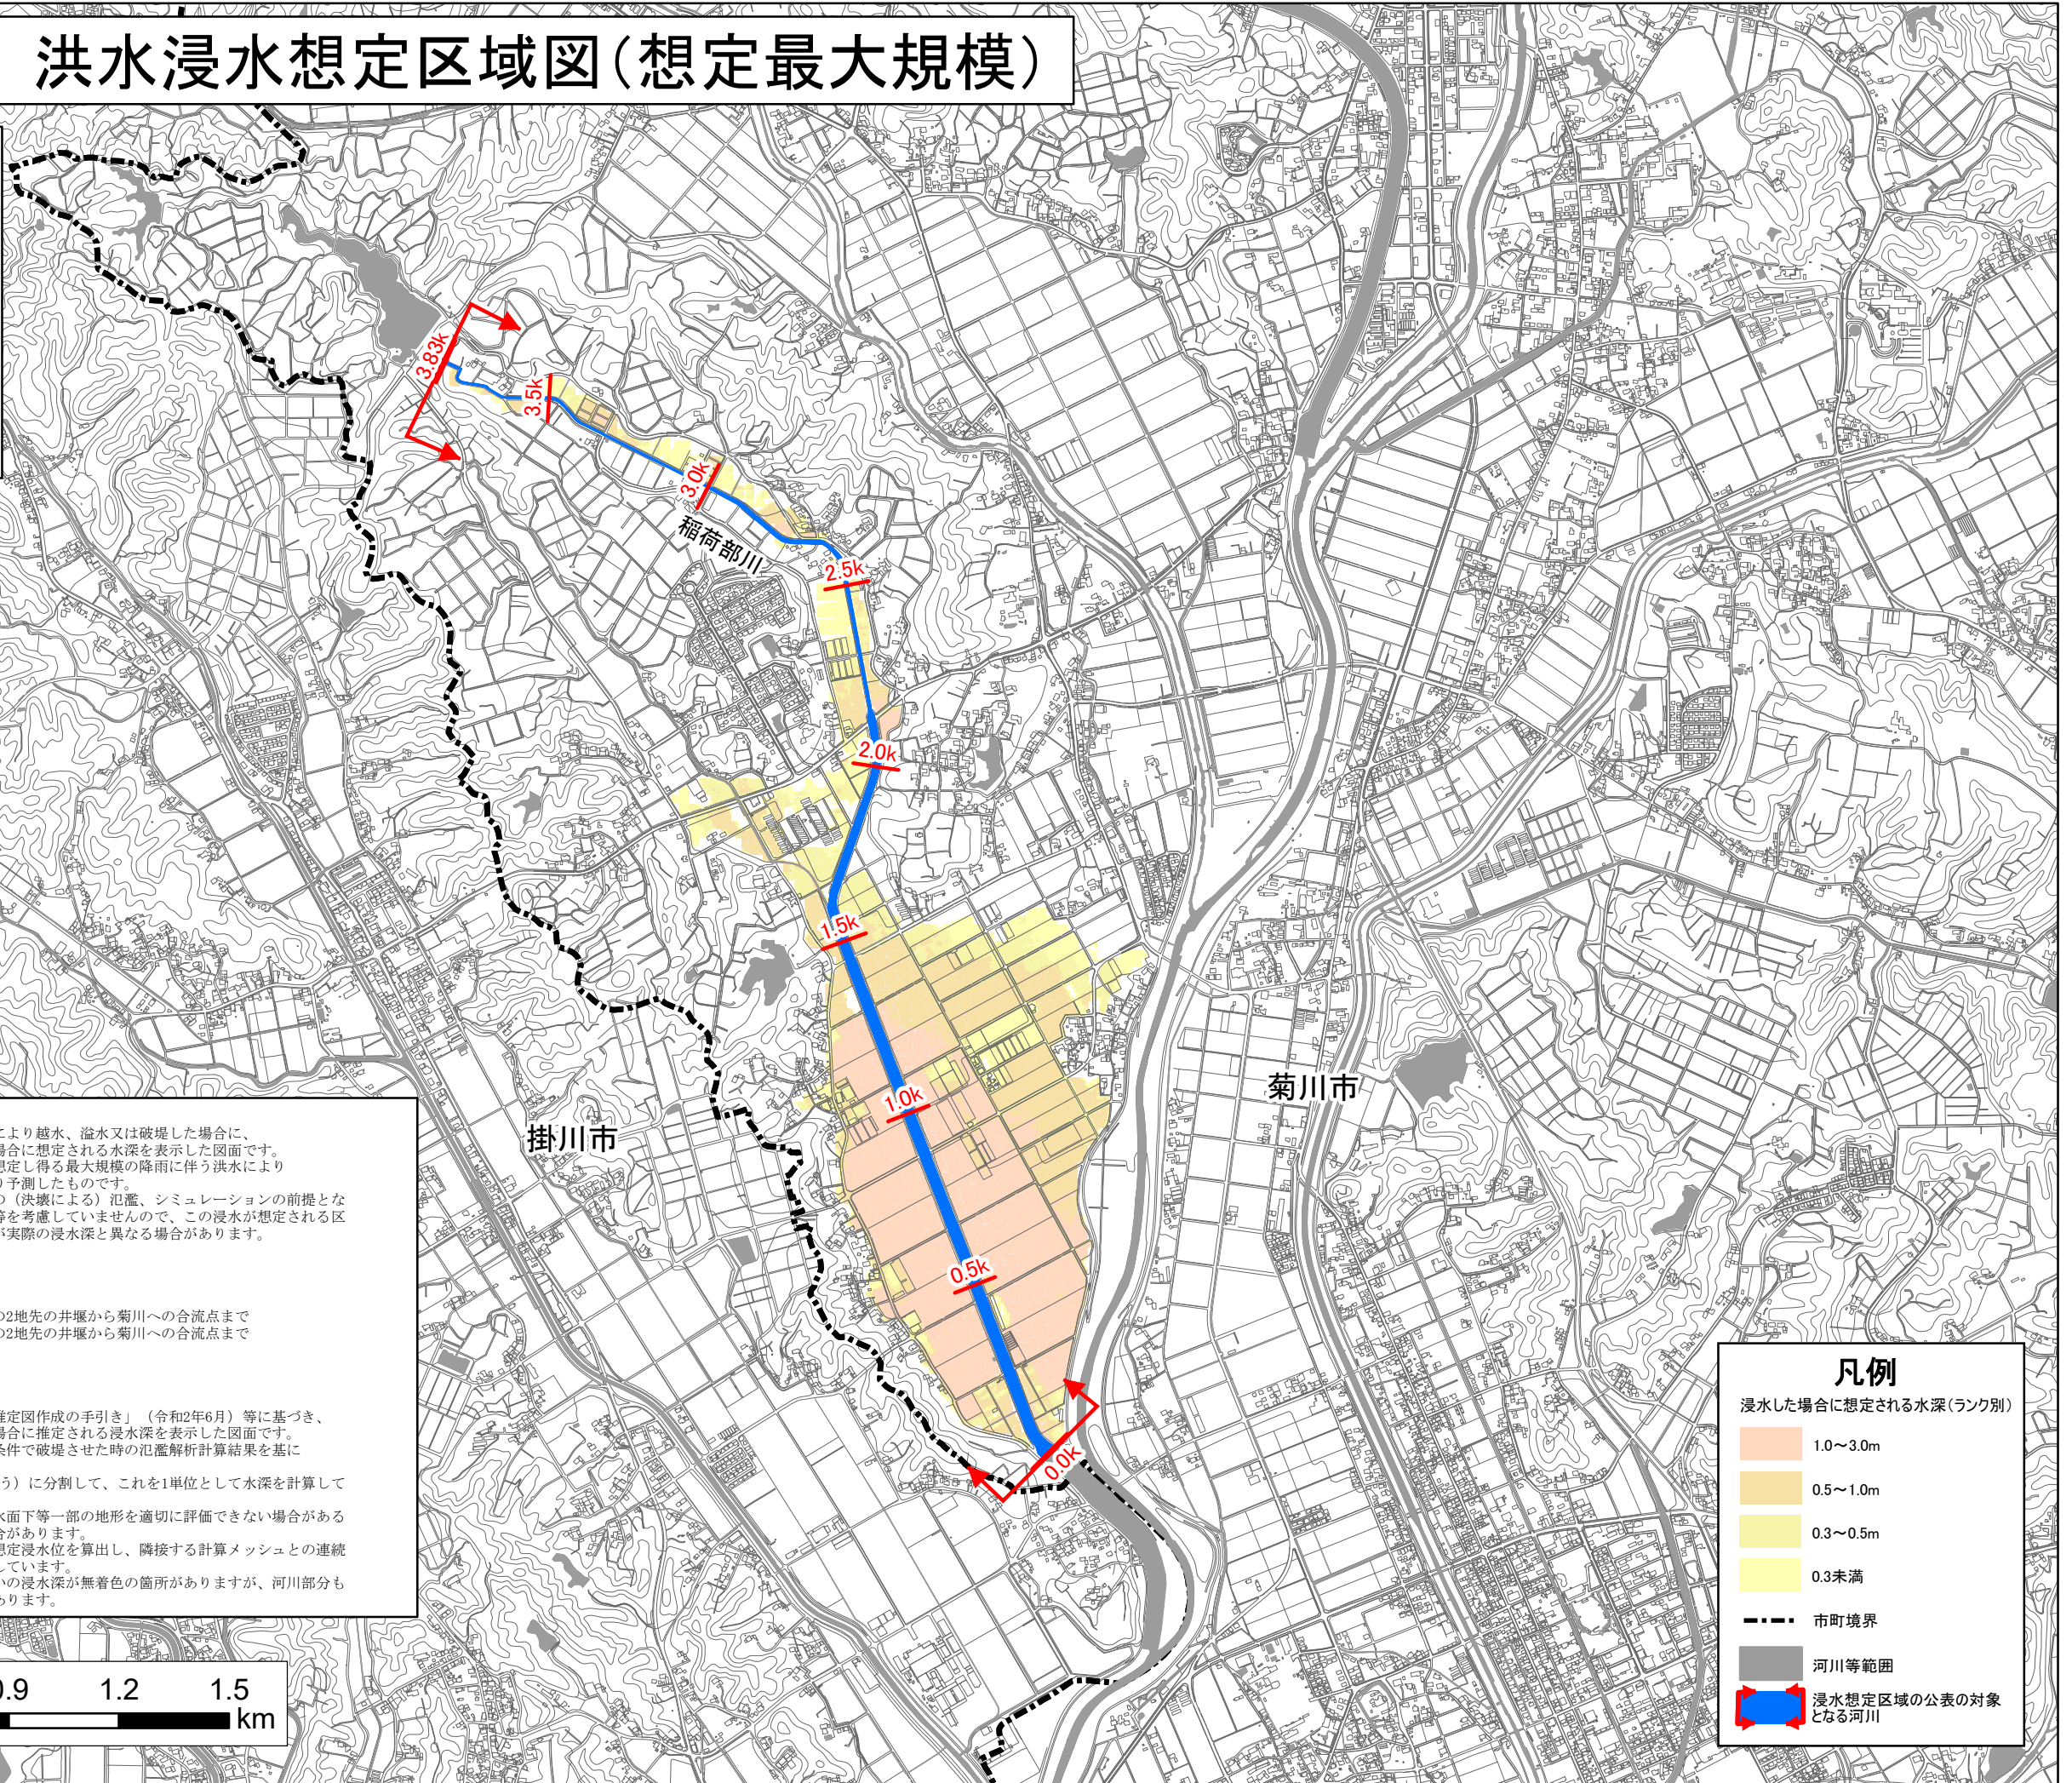 洪水浸水想定区域図(想定最大規模)
3.83k
3.5k
3.0k
稲荷部川
2.5k
2.0k
1.5k
1.0k
0.5k
0.0k
菊川市
掛川市
により越水、溢水又は破堤した場合に、
場合に想定される水深を表示した図面です。
想定し得る最大規模の降雨に伴う洪水により
り予測したものです。
の（決壊による）氾濫、シミュレーションの前提とな
等を考慮していませんので、この浸水が想定される区
が実際の浸水深と異なる場合があります。
の2地先の井堰から菊川への合流点まで
の2地先の井堰から菊川への合流点まで
推定図作成の手引き」（令和2年6月）等に基づき、
場合に推定される浸水深を表示した図面です。
条件で破堤させた時の氾濫解析計算結果を基に
う）に分割して、これを1単位として水深を計算して
水面下等一部の地形を適切に評価できない場合がある
合があります。
想定浸水位を算出し、隣接する計算メッシュとの連続
しています。
いの浸水深が無着色の箇所がありますが、河川部分も
あります。
0.9 1.2 1.5
km
凡例
浸水した場合に想定される水深(ランク別)
1.0～3.0m
0.5～1.0m
0.3～0.5m
0.3未満
市町境界
河川等範囲
浸水想定区域の公表の対象
となる河川